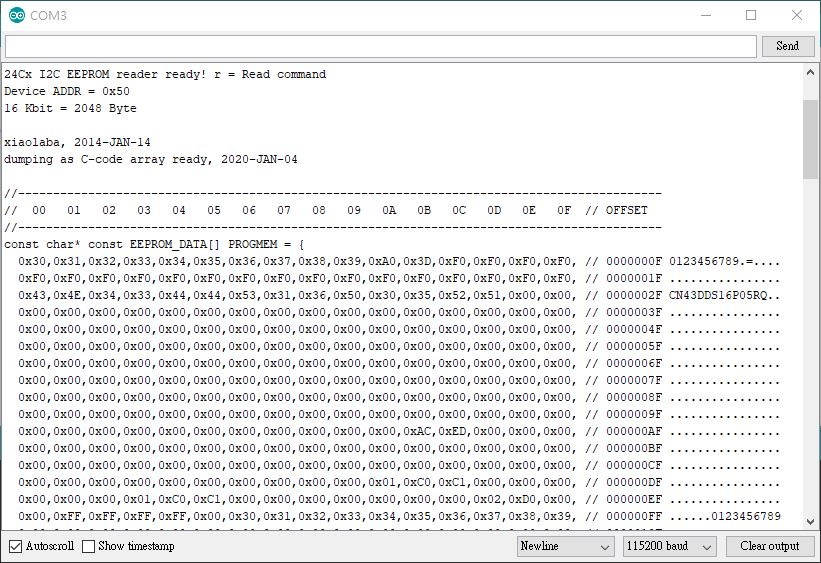 COM3
Send
24Cx I2C EEPROM reader ready! r = Read command
Device ADDR = 0x50
16 Kbit = 2048 Byte
xiaolaba, 2014-JAN-14
dumping as C-code array ready, 2020-JAN-04
//--------------------------------------------------------------------------------------------
//  00   01   02   03   04   05   06   07   08   09   0A   0B   0C   0D   0E   0F  // OFFSET
//--------------------------------------------------------------------------------------------
const char* const EEPROM_DATA[] PROGMEM = {
0x30,0x31,0x32,0x33,0x34,0x35,0x36,0x37,0x38,0x39,0xA0,0x3D,0xF0,0xF0,0xF0,0xF0, // 0000000F 0123456789.=....
0xF0,0xF0,0xF0,0xF0,0xF0,0xF0,0xF0,0xF0,0xF0,0xF0,0xF0,0xF0,0xF0,0xF0,0xF0,0xF0, // 0000001F ................
0x43,0x4E,0x34,0x33,0x44,0x44,0x53,0x31,0x36,0x50,0x30,0x35,0x52,0x51,0x00,0x00, // 0000002F CN43DDS16P05RQ..
0x00,0x00,0x00,0x00,0x00,0x00,0x00,0x00,0x00,0x00,0x00,0x00,0x00,0x00,0x00,0x00, // 0000003F ................
0x00,0x00,0x00,0x00,0x00,0x00,0x00,0x00,0x00,0x00,0x00,0x00,0x00,0x00,0x00,0x00, // 0000004F ................
0x00,0x00,0x00,0x00,0x00,0x00,0x00,0x00,0x00,0x00,0x00,0x00,0x00,0x00,0x00,0x00, // 0000005F ................
0x00,0x00,0x00,0x00,0x00,0x00,0x00,0x00,0x00,0x00,0x00,0x00,0x00,0x00,0x00,0x00, // 0000006F ................
0x00,0x00,0x00,0x00,0x00,0x00,0x00,0x00,0x00,0x00,0x00,0x00,0x00,0x00,0x00,0x00, // 0000007F ................
0x00,0x00,0x00,0x00,0x00,0x00,0x00,0x00,0x00,0x00,0x00,0x00,0x00,0x00,0x00,0x00, // 0000008F ................
0x00,0x00,0x00,0x00,0x00,0x00,0x00,0x00,0x00,0x00,0x00,0x00,0x00,0x00,0x00,0x00, // 0000009F ................
0x00,0x00,0x00,0x00,0x00,0x00,0x00,0x00,0x00,0x00,0x00,0xAC,0xED,0x00,0x00,0x00, // 000000AF ................
0x00,0x00,0x00,0x00,0x00,0x00,0x00,0x00,0x00,0x00,0x00,0x00,0x00,0x00,0x00,0x00, // 000000BF ................
0x00,0x00,0x00,0x00,0x00,0x00,0x00,0x00,0x00,0x00,0x00,0x00,0x00,0x00,0x00,0x00, // 000000CF ................
0x00,0x00,0x00,0x00,0x00,0x00,0x00,0x00,0x00,0x00,0x01,0xC0,0xC1,0x00,0x00,0x00, // 000000DF ................
0x00,0x00,0x00,0x01,0xC0,0xC1,0x00,0x00,0x00,0x00,0x00,0x00,0x00,0x02,0xD0,0x00, // 000000EF ................
0x00,0xFF,0xFF,0xFF,0xFF,0x00,0x30,0x31,0x32,0x33,0x34,0x35,0x36,0x37,0x38,0x39, // 000000FF ......0123456789
Autoscroll Show timestamp Newline 115200 baud Clear output